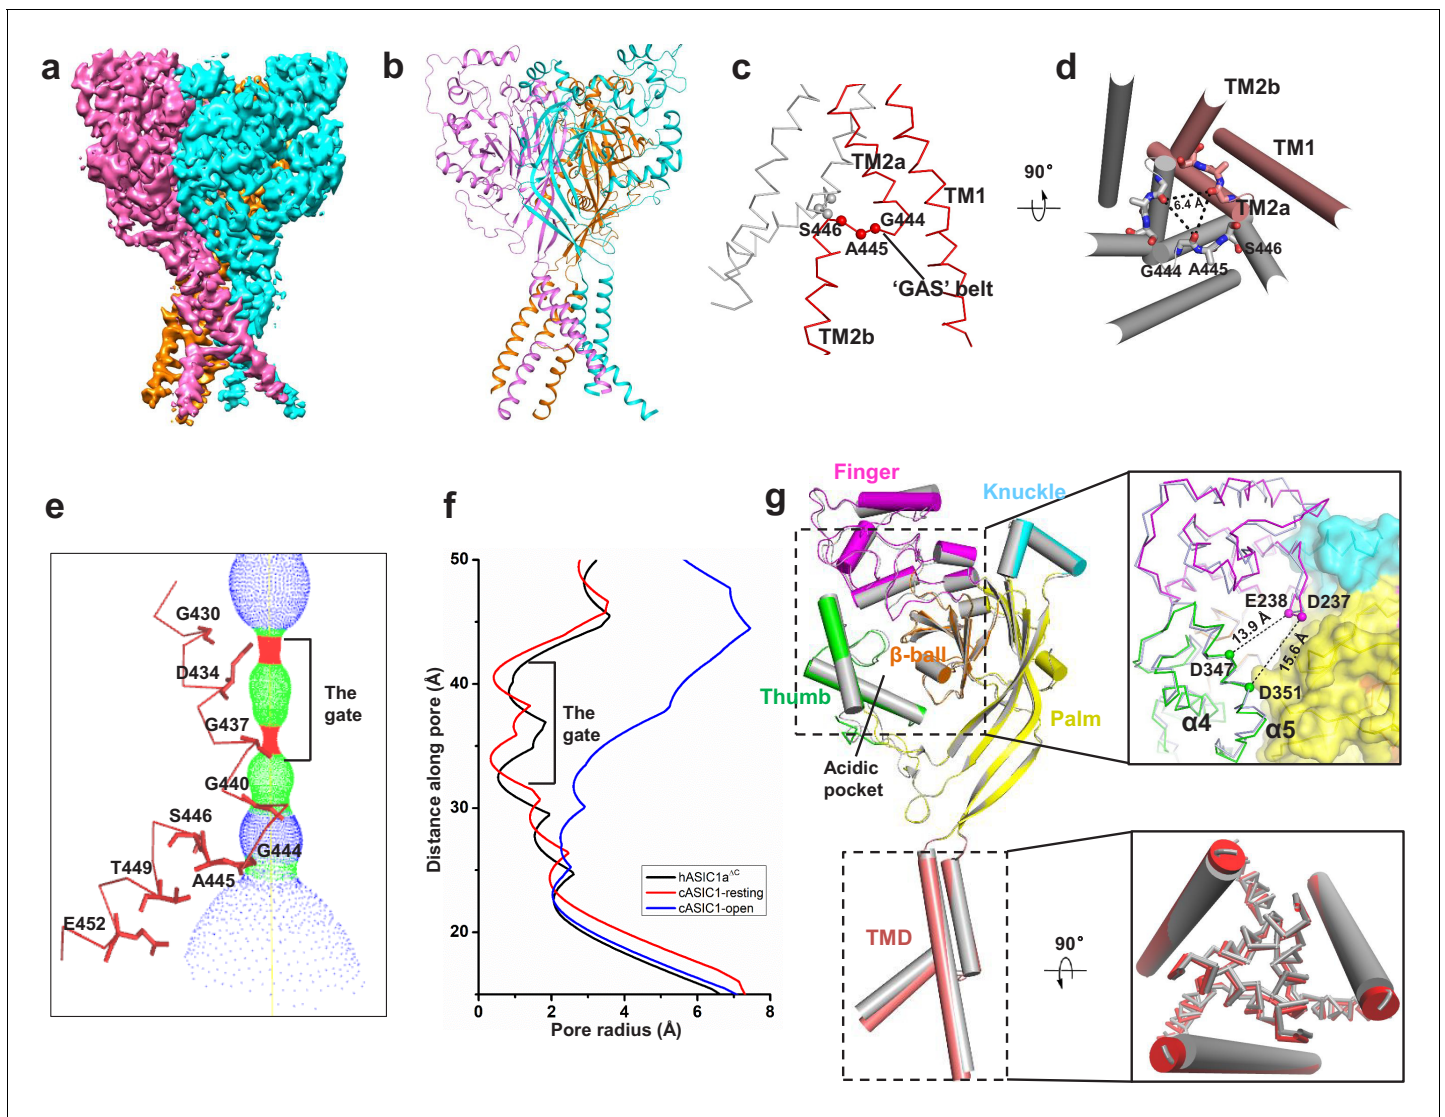 a
b
c
TM2a
TM1
S446
G444
A445
'GAS' belt
TM2b
90°
d
TM2b
TM1
6.4 Å
TM2a
S446
G444
A445
e
G430
D434
The
gate
G437
G440
S446
G444
T449
A445
E452
f
50
40
30
20
Distance along pore (Å)
The
gate
hASIC1aΔC
cASIC1-resting
cASIC1-open
0
2
4
6
8
Pore radius (Å)
g
Finger
Knuckle
β-ball
Thumb
Palm
Acidic
pocket
TMD
90°
E238
D237
13.9 Å
15.6 Å
D347
D351
α4
α5